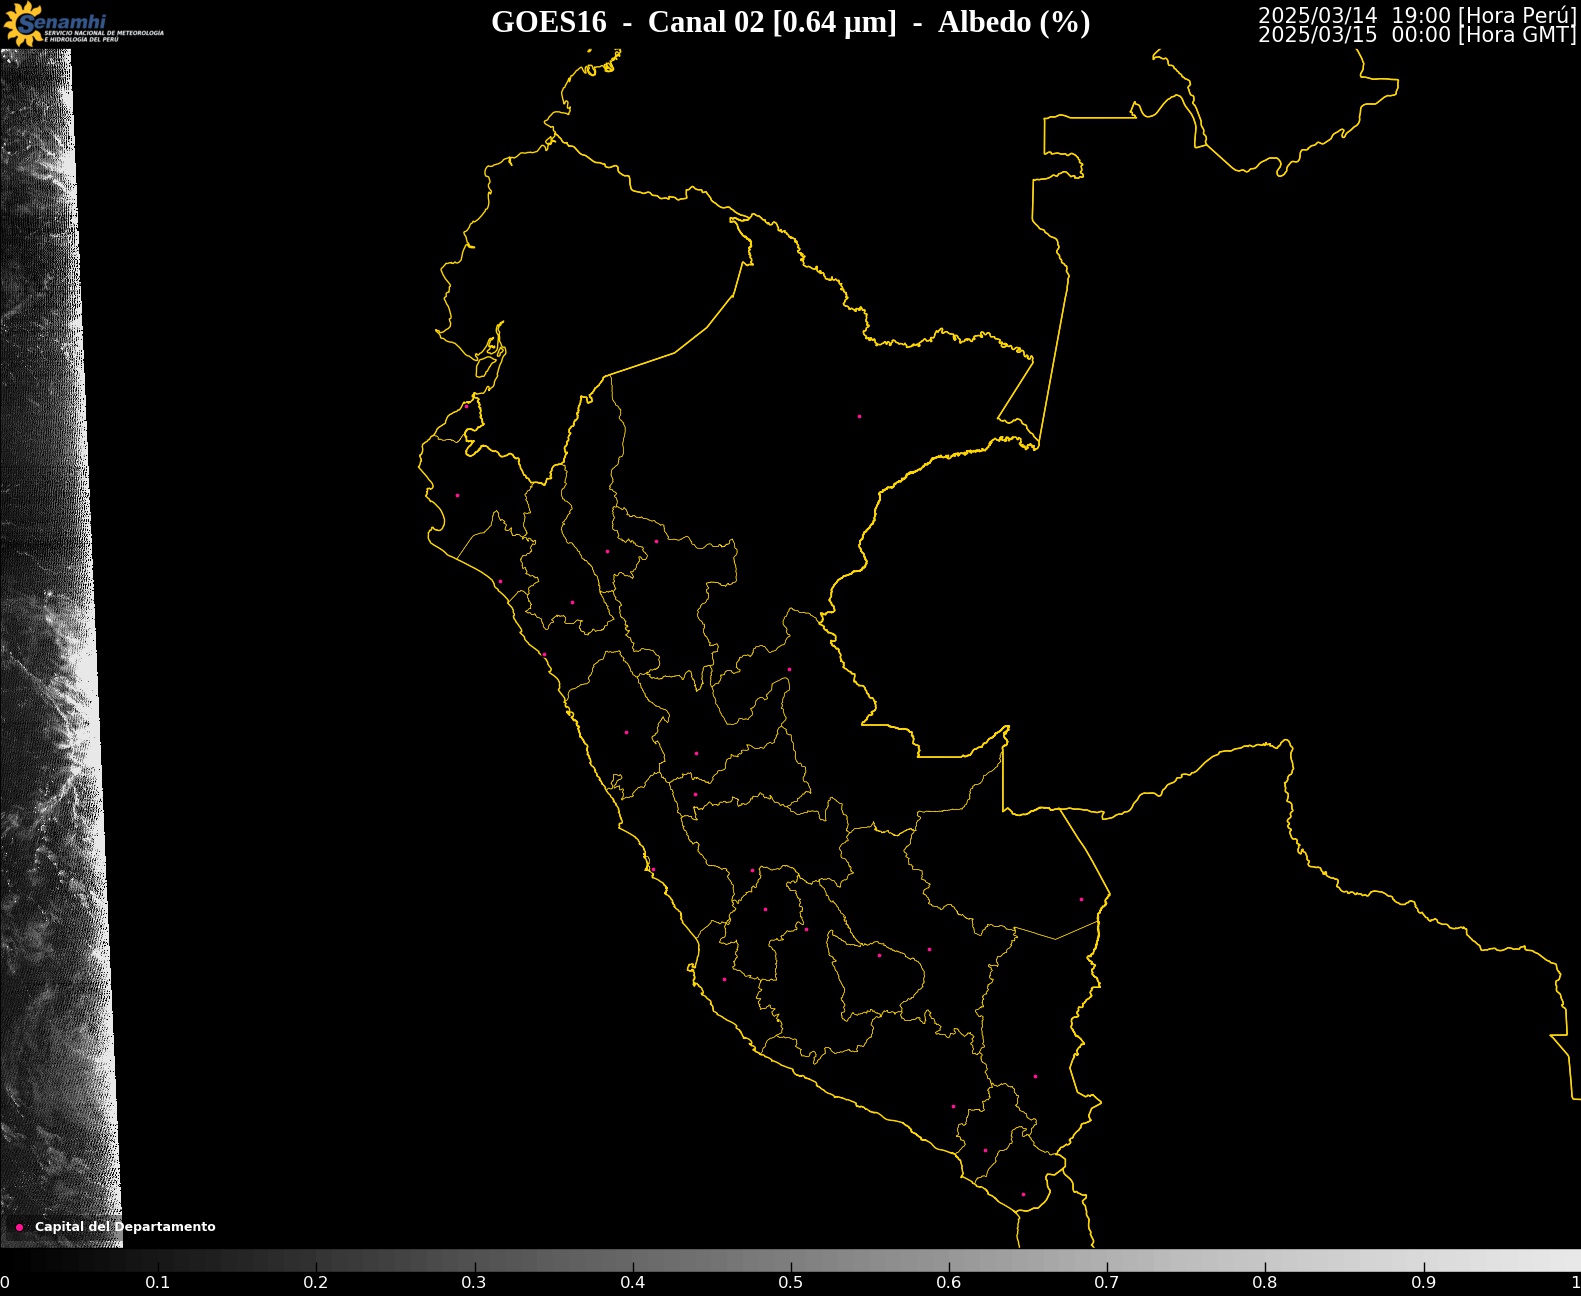 Senamhi
SERVICIO NACIONAL DE METEOROLOGÍA
E HIDROLOGÍA DEL PERÚ
GOES16 - Canal 02 [0.64 µm] - Albedo (%)
2025/03/14 19:00 [Hora Perú]
2025/03/15 00:00 [Hora GMT]
Capital del Departamento
0 0.1 0.2 0.3 0.4 0.5 0.6 0.7 0.8 0.9 1